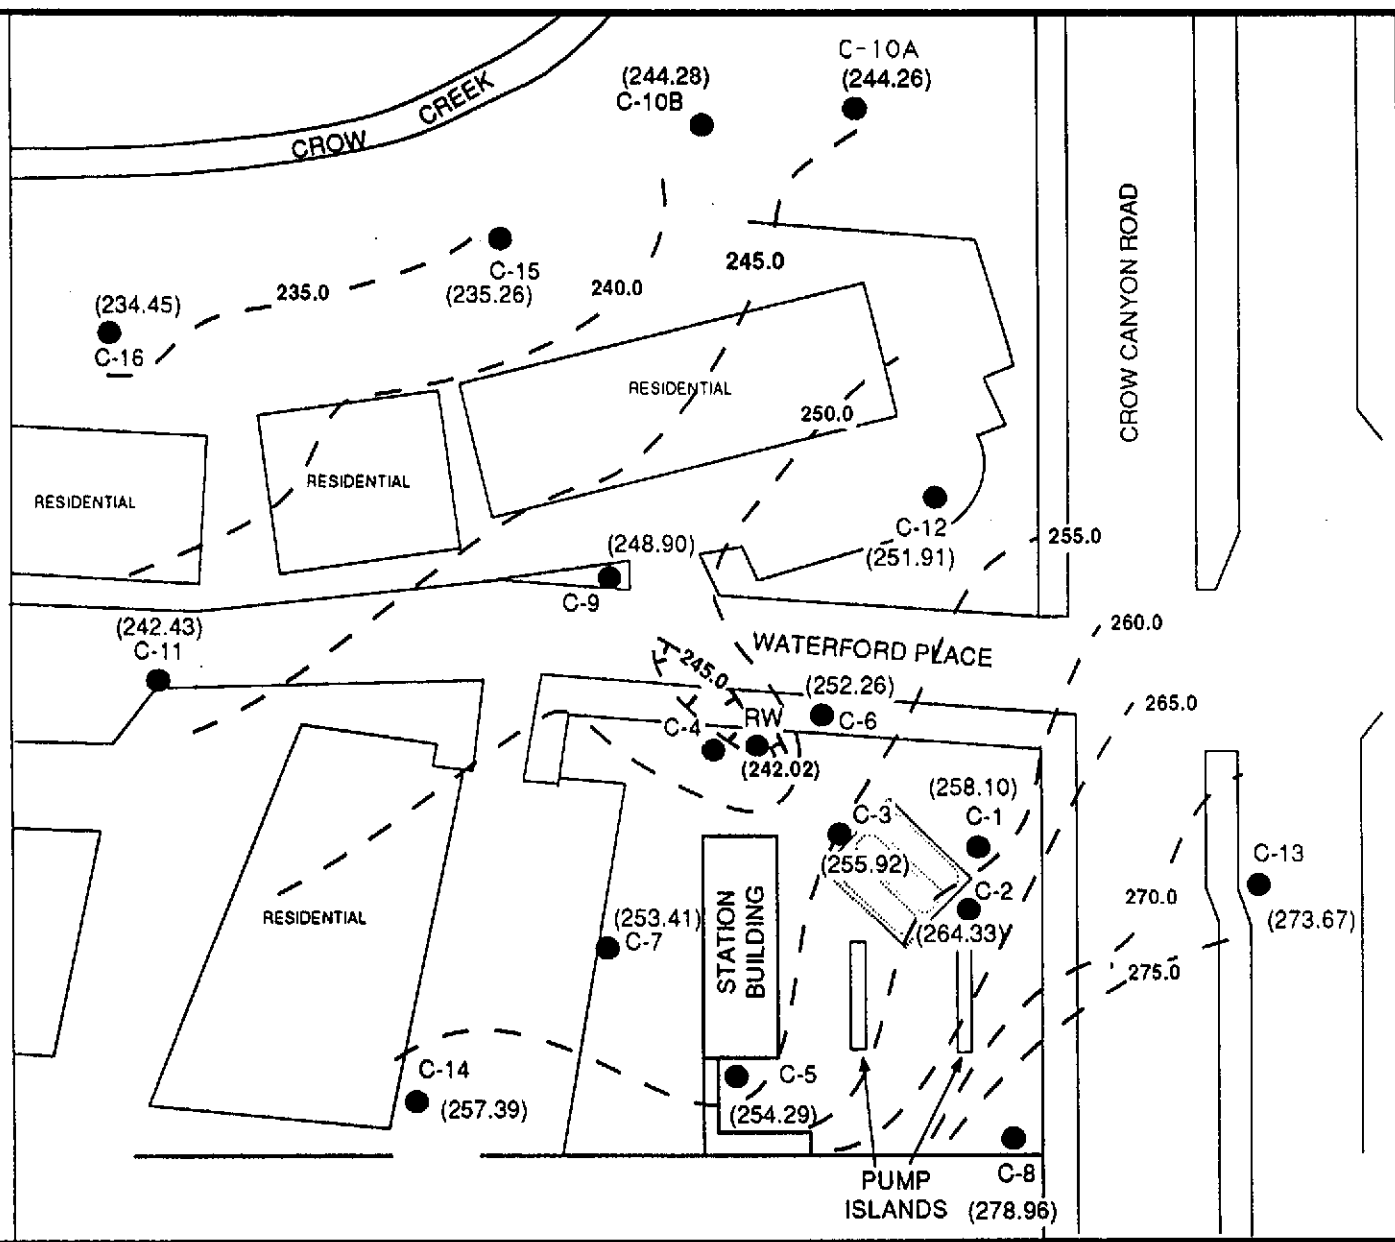 C-10A
(244.28)
(244.26)
C-10B
CROW CREEK
CROW CANYON ROAD
245.0
C-15
240.0
235.0
(235.26)
(234.45)
C-16
RESIDENTIAL
250.0
RESIDENTIAL
RESIDENTIAL
C-12
255.0
(248.90)
(251.91)
C-9
260.0
(242.43)
C-11
WATERFORD PLACE
245.0
(252.26)
265.0
RW
C-6
C-4
(242.02)
(258.10)
C-3
C-1
C-13
(255.92)
C-2
270.0
RESIDENTIAL
(253.41)
C-7
STATION
BUILDING
(264.33)
(273.67)
275.0
C-14
C-5
(257.39)
(254.29)
C-8
PUMP
ISLANDS
(278.96)